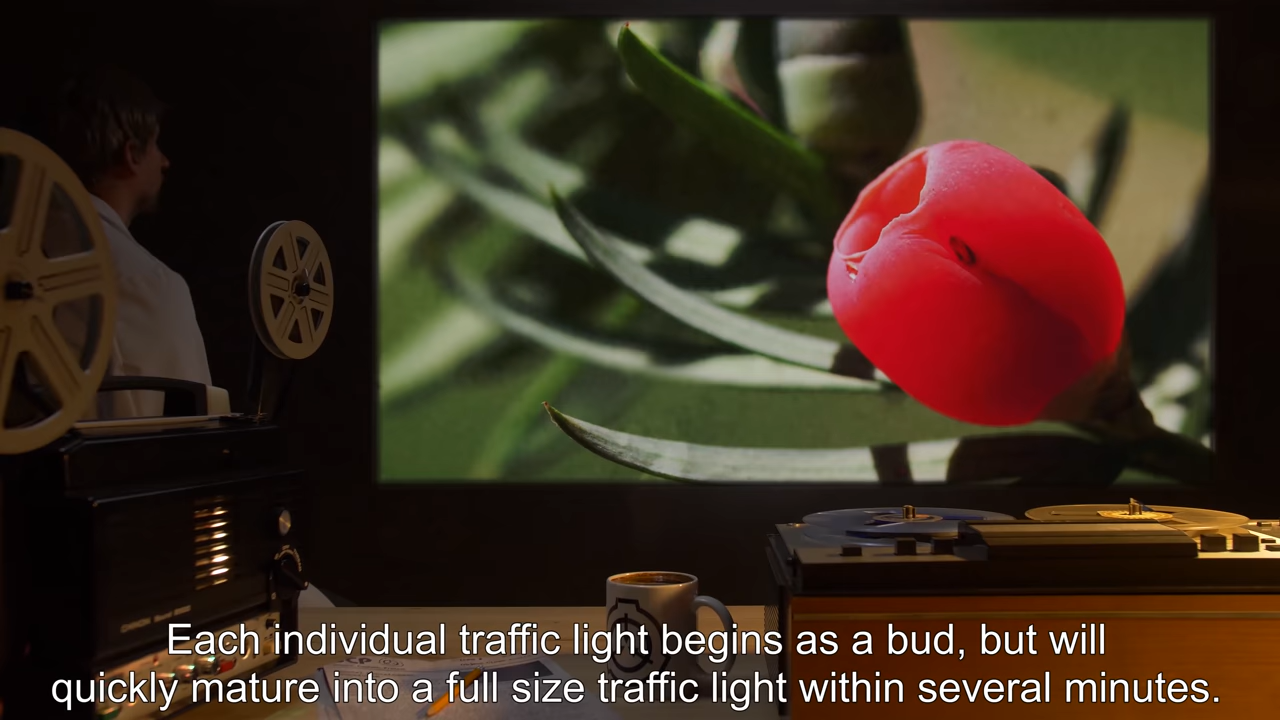 Each individual traffic light begins as a bud, but will
quickly mature into a full size traffic light within several minutes.